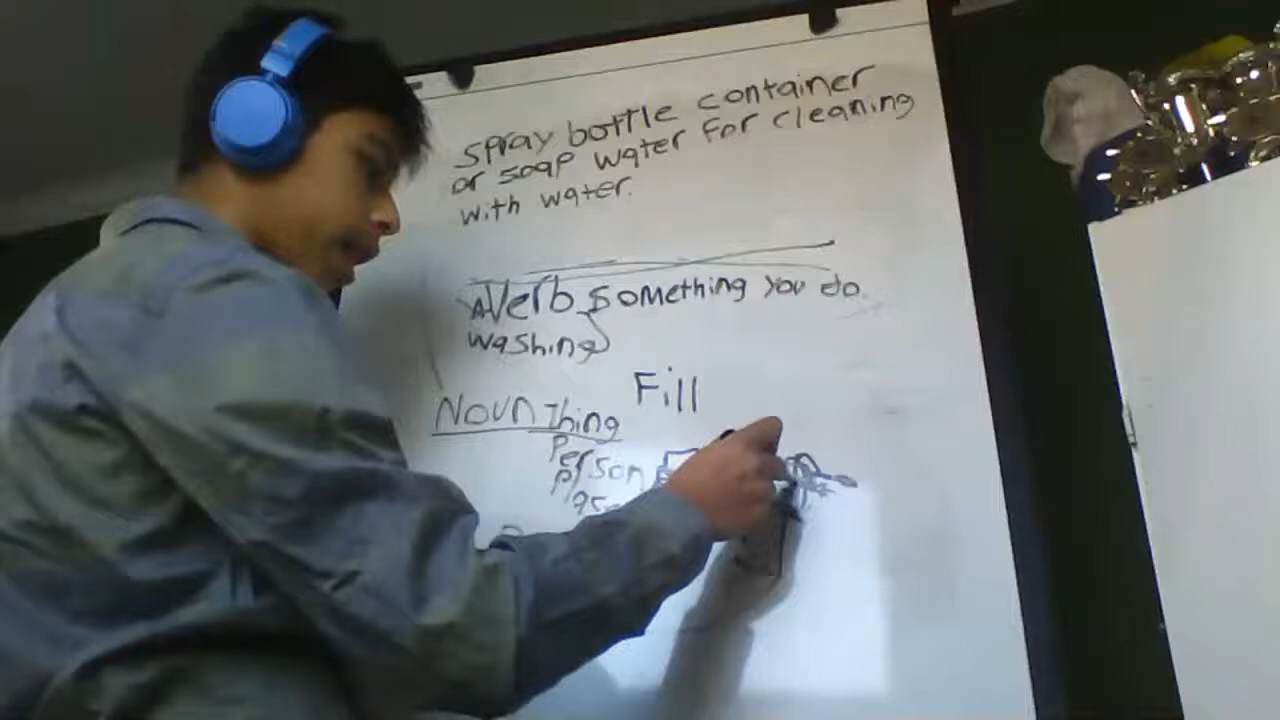 spray bottle container
or soap water for cleaning
with water.
A Verb something you do.
washing
Fill
Noun Thing
Person